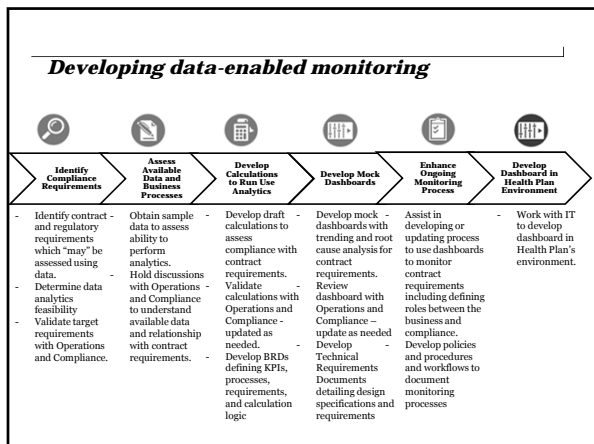 Developing data-enabled monitoring
Identify
Compliance
Requirements
Assess
Available
Data and
Business
Processes
Develop
Calculations
to Run Use
Analytics
Develop Mock
Dashboards
Enhance
Ongoing
Monitoring
Process
Develop
Dashboard in
Health Plan
Environment
- Identify contract
and regulatory
requirements
which “may” be
assessed using
data.
- Determine data
analytics
feasibility
- Validate target
requirements
with Operations
and Compliance.
- Obtain sample
data to assess
ability to
perform
analytics.
- Hold discussions
with Operations
and Compliance
to understand
available data
and relationship
with contract
requirements.
- Develop draft
calculations to
assess
compliance with
contract
requirements.
- Validate
calculations with
Operations and
Compliance -
updated as
needed.
- Develop BRDs
defining KPIs,
processes,
requirements,
and calculation
logic
- Develop mock
dashboards with
trending and root
cause analysis for
contract
requirements.
- Review
dashboard with
Operations and
Compliance –
update as needed
- Develop
Technical
Requirements
Documents
detailing design
specifications and
requirements
- Assist in
developing or
updating process
to use dashboards
to monitor
contract
requirements
including defining
roles between the
business and
compliance.
- Develop policies
and procedures
and workflows to
document
monitoring
processes
- Work with IT
to develop
dashboard in
Health Plan’s
environment.